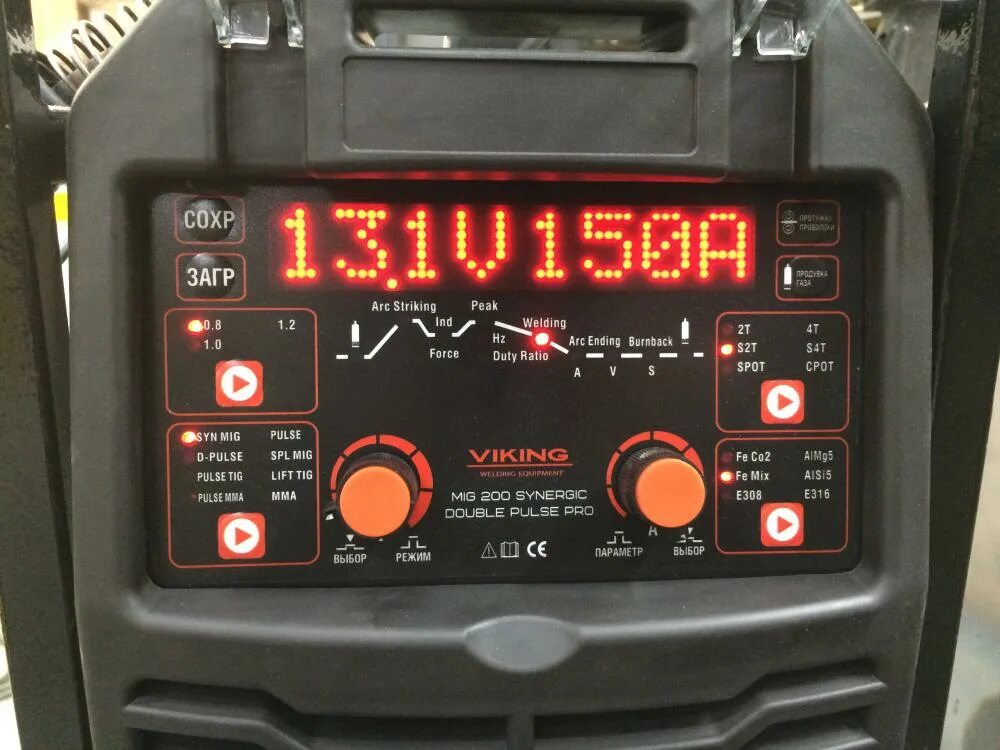 СОХР
13.1V150A
ПРОТЯЖКА
ПРОВОЛОКИ
ЗАГР
ПРОДУВКА
ГАЗА
Arc Striking
Peak
Ind
Force
Welding
Hz
Duty Ratio
Arc Ending
Burnback
A V S
0.8 1.2
1.0
2T 4T
S2T S4T
SPOT CPOT
SYN MIG PULSE
D-PULSE SPL MIG
PULSE TIG LIFT TIG
PULSE MMA MMA
VIKING
WELDING EQUIPMENT
MIG 200 SYNERGIC
DOUBLE PULSE PRO
CE
ВЫБОР РЕЖИМ
A
ПАРАМЕТР ВЫБОР
Fe Co2 AlMg5
Fe Mix AlSi5
E308 E316